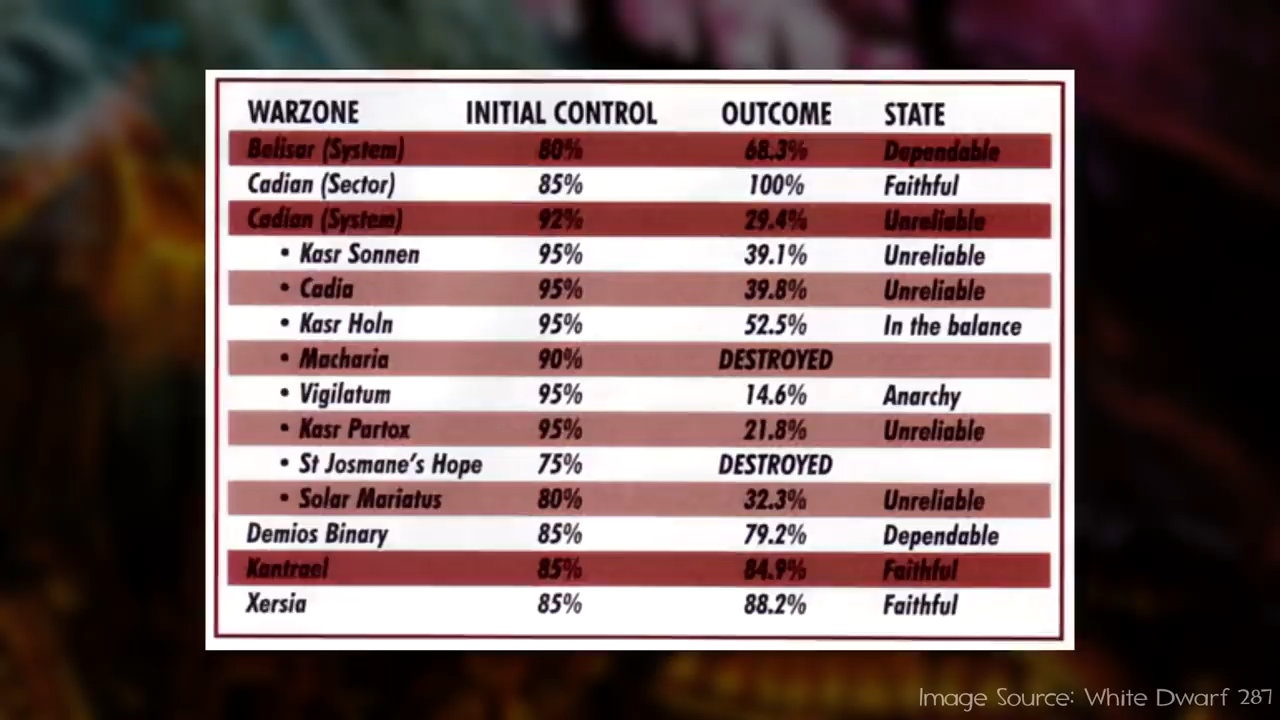 WARZONE INITIAL CONTROL OUTCOME STATE
Belisar (System) 80% 68.3% Dependable
Cadian (Sector) 85% 100% Faithful
Cadian (System) 92% 29.4% Unreliable
• Kasr Sonnen 95% 39.1% Unreliable
• Cadia 95% 39.8% Unreliable
• Kasr Holn 95% 52.5% In the balance
• Macharia 90% DESTROYED
• Vigilatum 95% 14.6% Anarchy
• Kasr Partox 95% 21.8% Unreliable
• St Josmane's Hope 75% DESTROYED
• Solar Mariatus 80% 32.3% Unreliable
Demios Binary 85% 79.2% Dependable
Kantrael 85% 84.9% Faithful
Xersia 85% 88.2% Faithful
Image Source: White Dwarf 287